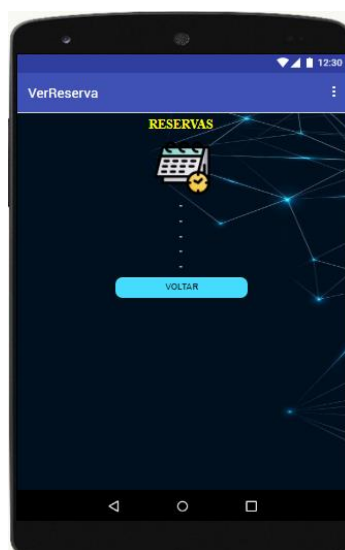 12:30
VerReserva
RESERVAS
-
-
-
-
-
VOLTAR